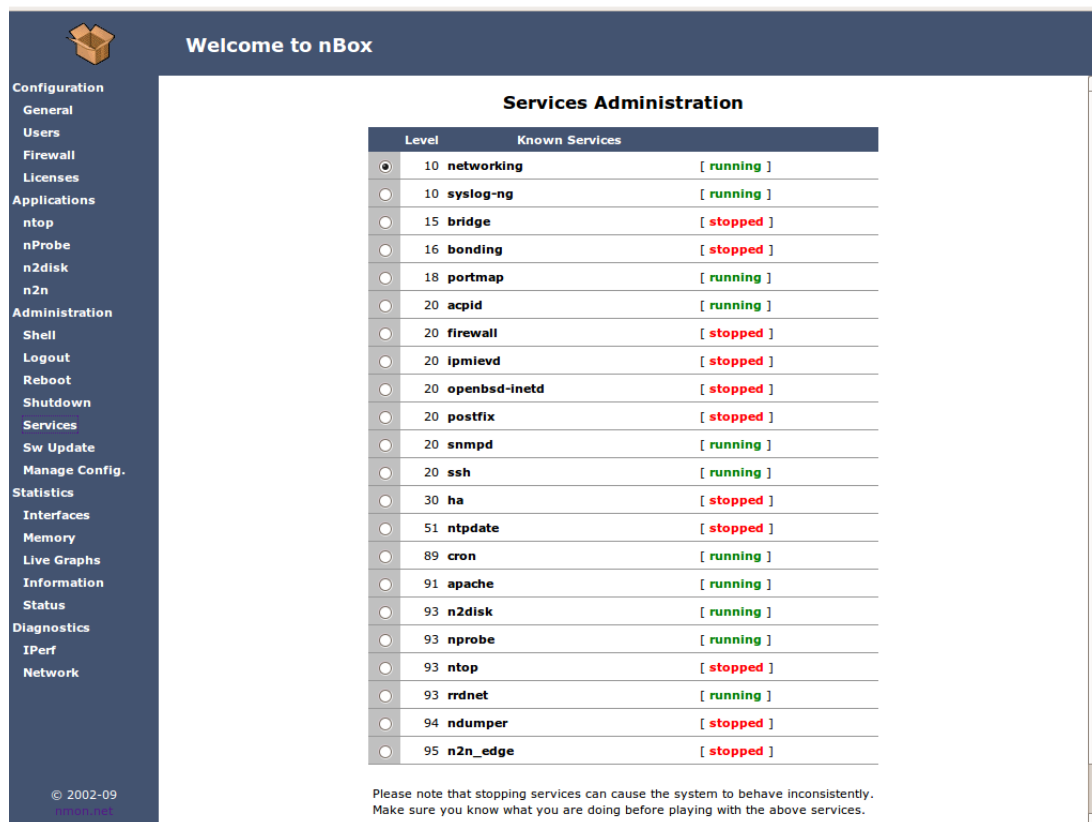 Welcome to nBox
Configuration
General
Users
Firewall
Licenses
Applications
ntop
nProbe
n2disk
n2n
Administration
Shell
Logout
Reboot
Shutdown
Services
Sw Update
Manage Config.
Statistics
Interfaces
Memory
Live Graphs
Information
Status
Diagnostics
IPerf
Network
© 2002-09
nmon.net
Services Administration
Level Known Services
10 networking [ running ]
10 syslog-ng [ running ]
15 bridge [ stopped ]
16 bonding [ stopped ]
18 portmap [ running ]
20 acpid [ running ]
20 firewall [ stopped ]
20 ipmievd [ stopped ]
20 openbsd-inetd [ stopped ]
20 postfix [ stopped ]
20 snmpd [ running ]
20 ssh [ running ]
30 ha [ stopped ]
51 ntpdate [ stopped ]
89 cron [ running ]
91 apache [ running ]
93 n2disk [ running ]
93 nprobe [ running ]
93 ntop [ stopped ]
93 rrdnet [ running ]
94 ndumper [ stopped ]
95 n2n_edge [ stopped ]
Please note that stopping services can cause the system to behave inconsistently.
Make sure you know what you are doing before playing with the above services.